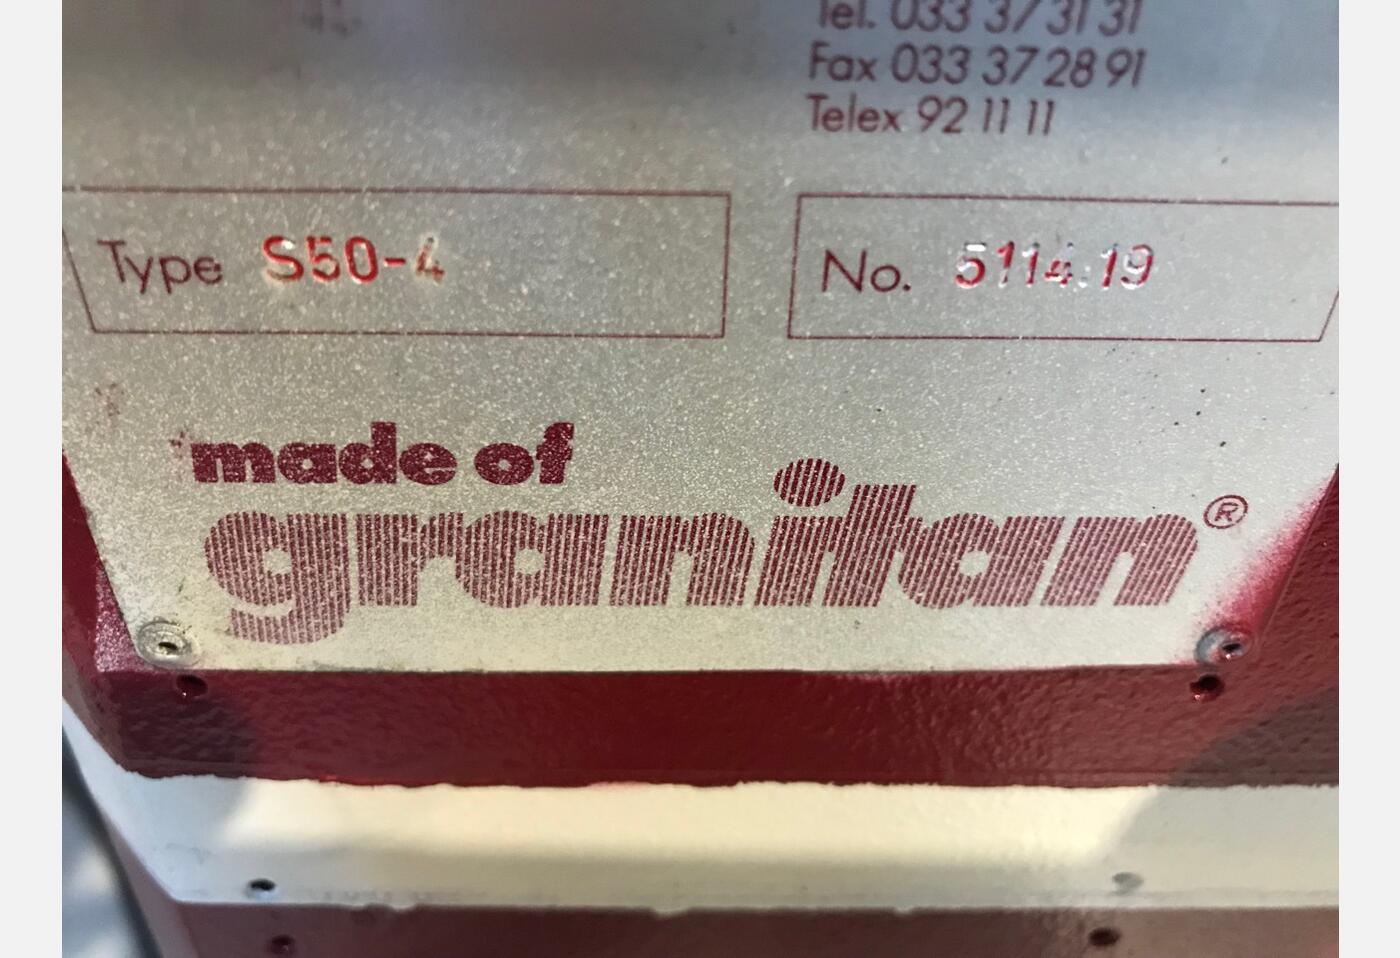 Tel. 033 37 31 31
Fax 033 37 28 91
Telex 92 11 11
Type S50-4
No. 5114.19
made of
granitan®